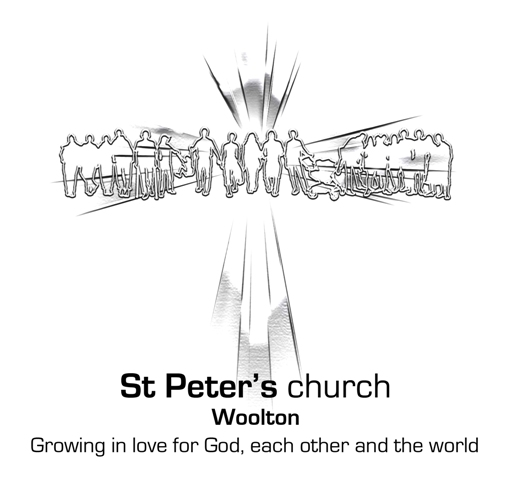 St Peter's church
Woolton
Growing in love for God, each other and the world